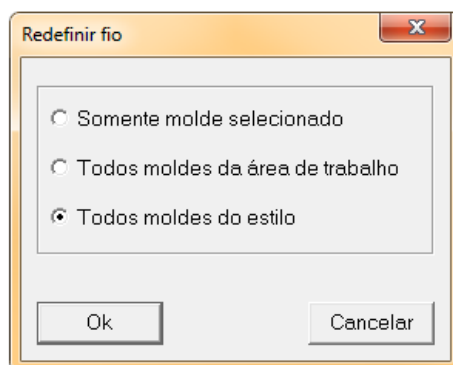 Redefinir fio
Somente molde selecionado
Todos moldes da área de trabalho
Todos moldes do estilo
Ok
Cancelar